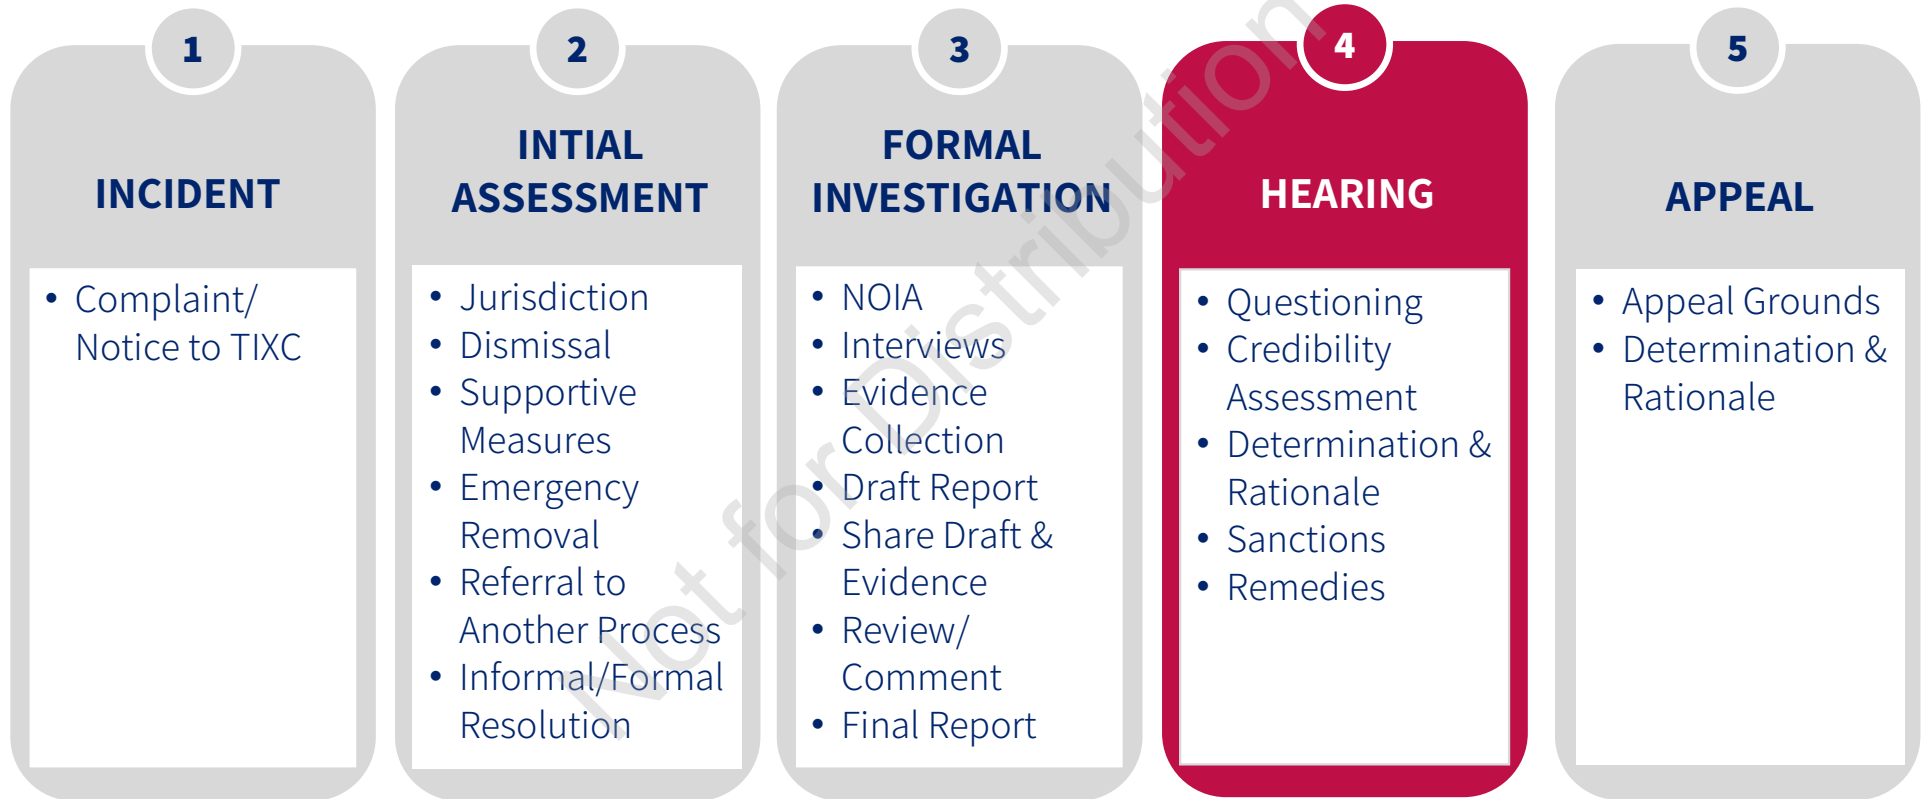 1
INCIDENT
• Complaint/
Notice to TIXC
2
INTIAL
ASSESSMENT
• Jurisdiction
• Dismissal
• Supportive
Measures
• Emergency
Removal
• Referral to
Another Process
• Informal/Formal
Resolution
3
FORMAL
INVESTIGATION
• NOIA
• Interviews
• Evidence
Collection
• Draft Report
• Share Draft &
Evidence
• Review/
Comment
• Final Report
4
HEARING
• Questioning
• Credibility
Assessment
• Determination &
Rationale
• Sanctions
• Remedies
5
APPEAL
• Appeal Grounds
• Determination &
Rationale
Not for Distribution